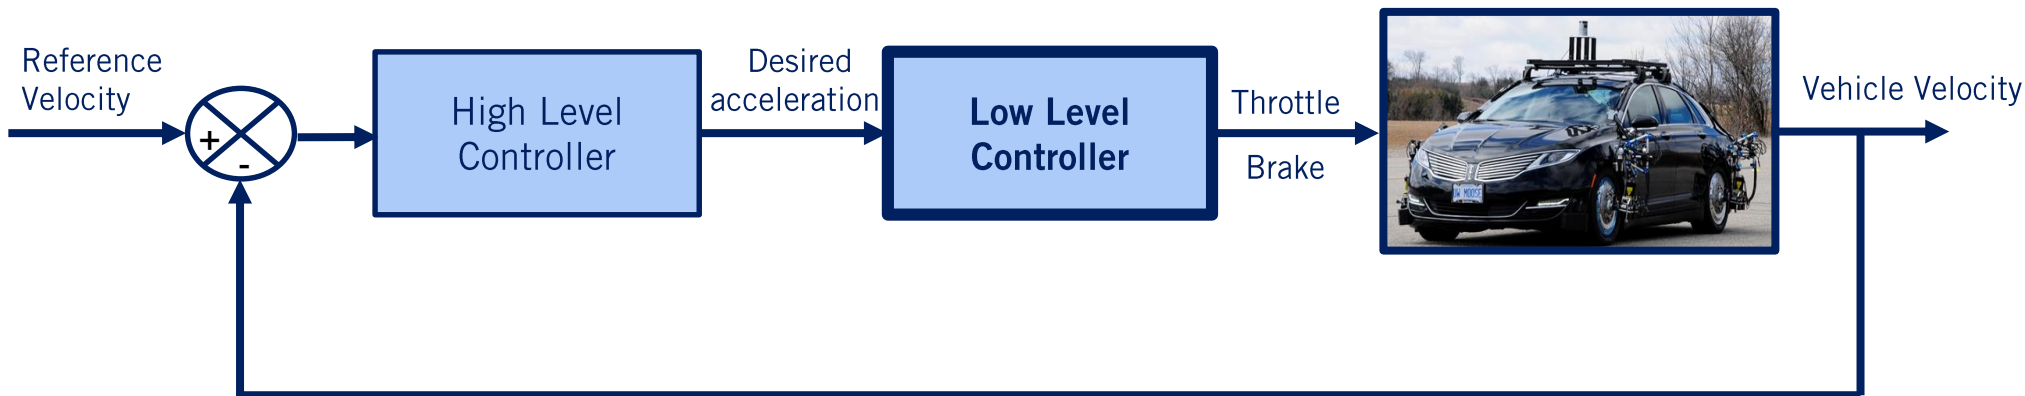 Reference
Velocity
+
-
High Level
Controller
Desired
acceleration
Low Level
Controller
Throttle
Brake
Vehicle Velocity